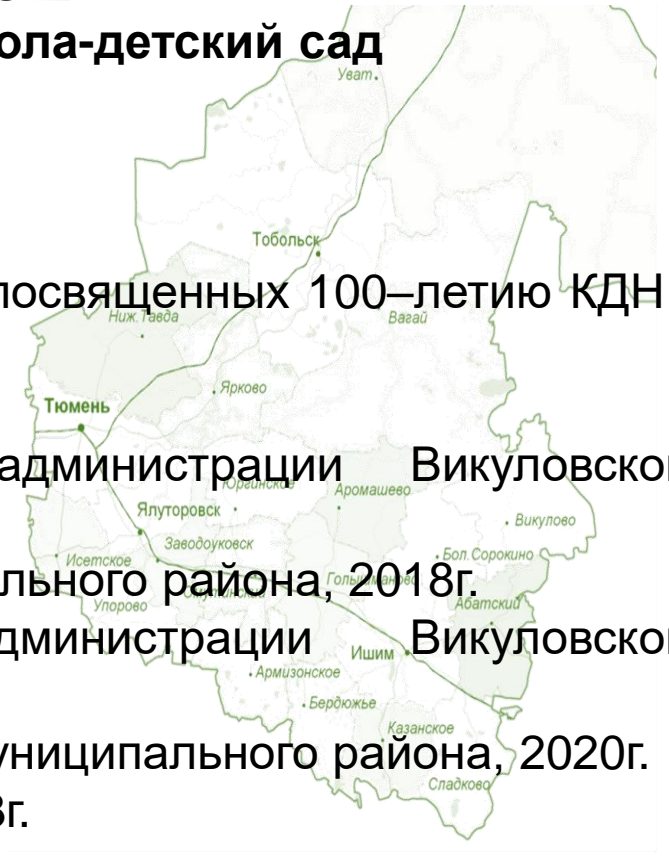 ола-детский сад
Уват
Тобольск
посвященных 100–летию КДН
Ниж.Тавда
Вагай
Ярково
Тюмень
администрации Викуловско
Юргинское
Аромашево
Ялуторовск
Викулово
Заводоуковск
Бол.Сорокино
Исетское
льного района, 2018г.
Голышманово
Омутинский
Упорово
Абатский
дминистрации Викуловско
Ишим
Армизонское
Бердюжье
Казанское
униципального района, 2020г.
Сладково
г.